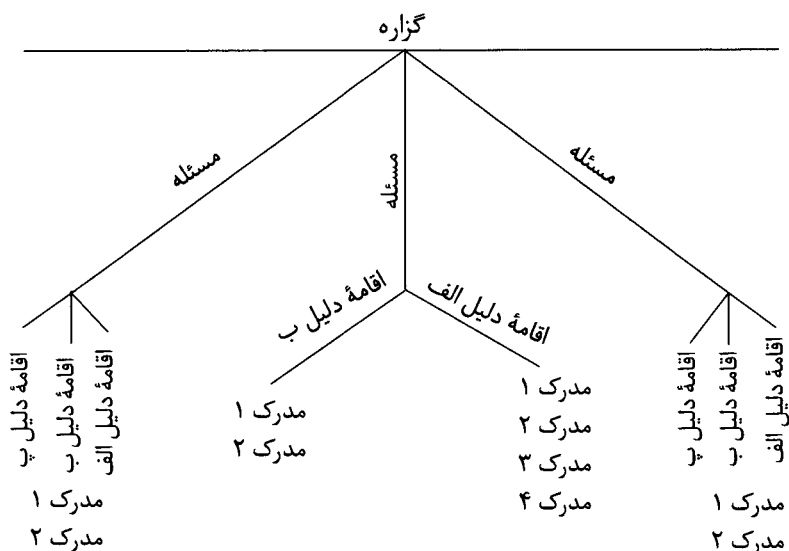 گزاره
مسئله
مسئله
مسئله
اقامهٔ دلیل الف
اقامهٔ دلیل ب
اقامهٔ دلیل پ
مدرک ۱
مدرک ۲
اقامهٔ دلیل الف
مدرک ۱
مدرک ۲
مدرک ۳
مدرک ۴
اقامهٔ دلیل ب
مدرک ۱
مدرک ۲
اقامهٔ دلیل الف
اقامهٔ دلیل ب
اقامهٔ دلیل پ
مدرک ۱
مدرک ۲